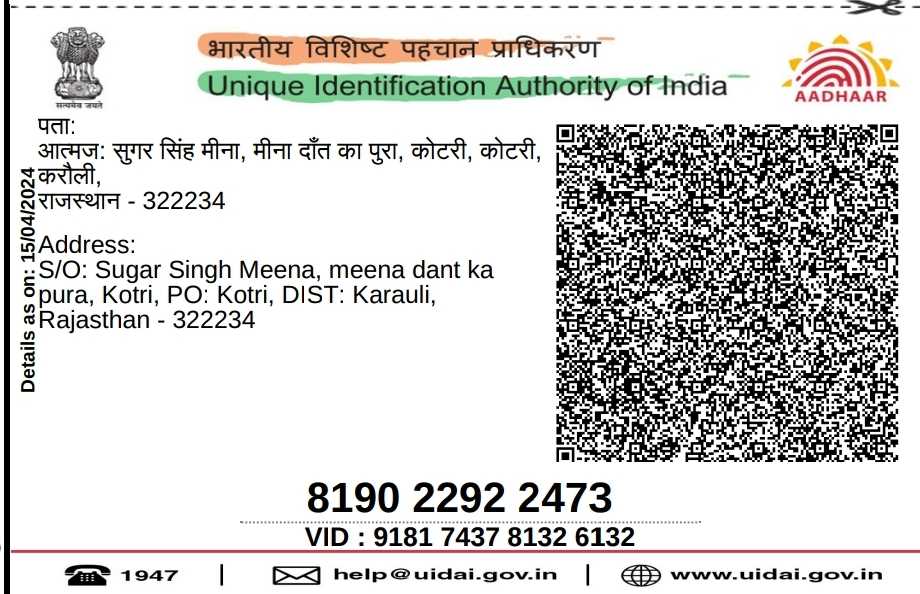 भारतीय विशिष्ट पहचान प्राधिकरण
Unique Identification Authority of India
सत्यमेव जयते
AADHAAR
पता:
आत्मज: सुगर सिंह मीना, मीना दाँत का पुरा, कोटरी, कोटरी,
करौली,
राजस्थान - 322234
Details as on: 15/04/2024
Address:
S/O: Sugar Singh Meena, meena dant ka
pura, Kotri, PO: Kotri, DIST: Karauli,
Rajasthan - 322234
8190 2292 2473
VID : 9181 7437 8132 6132
1947 | help@uidai.gov.in | www.uidai.gov.in